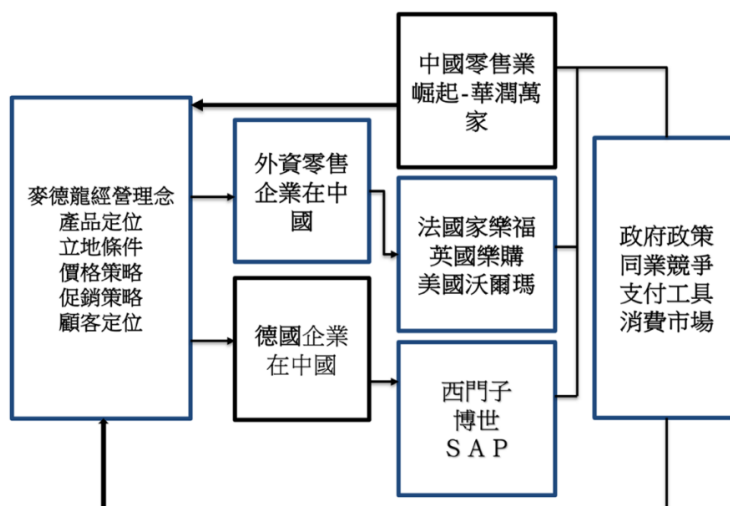 中國零售業
崛起-華潤萬
家
麥德龍經營理念
產品定位
立地條件
價格策略
促銷策略
顧客定位
外資零售
企業在中
國
法國家樂福
英國樂購
美國沃爾瑪
德國企業
在中國
西門子
博世
ＳＡＰ
政府政策
同業競爭
支付工具
消費市場